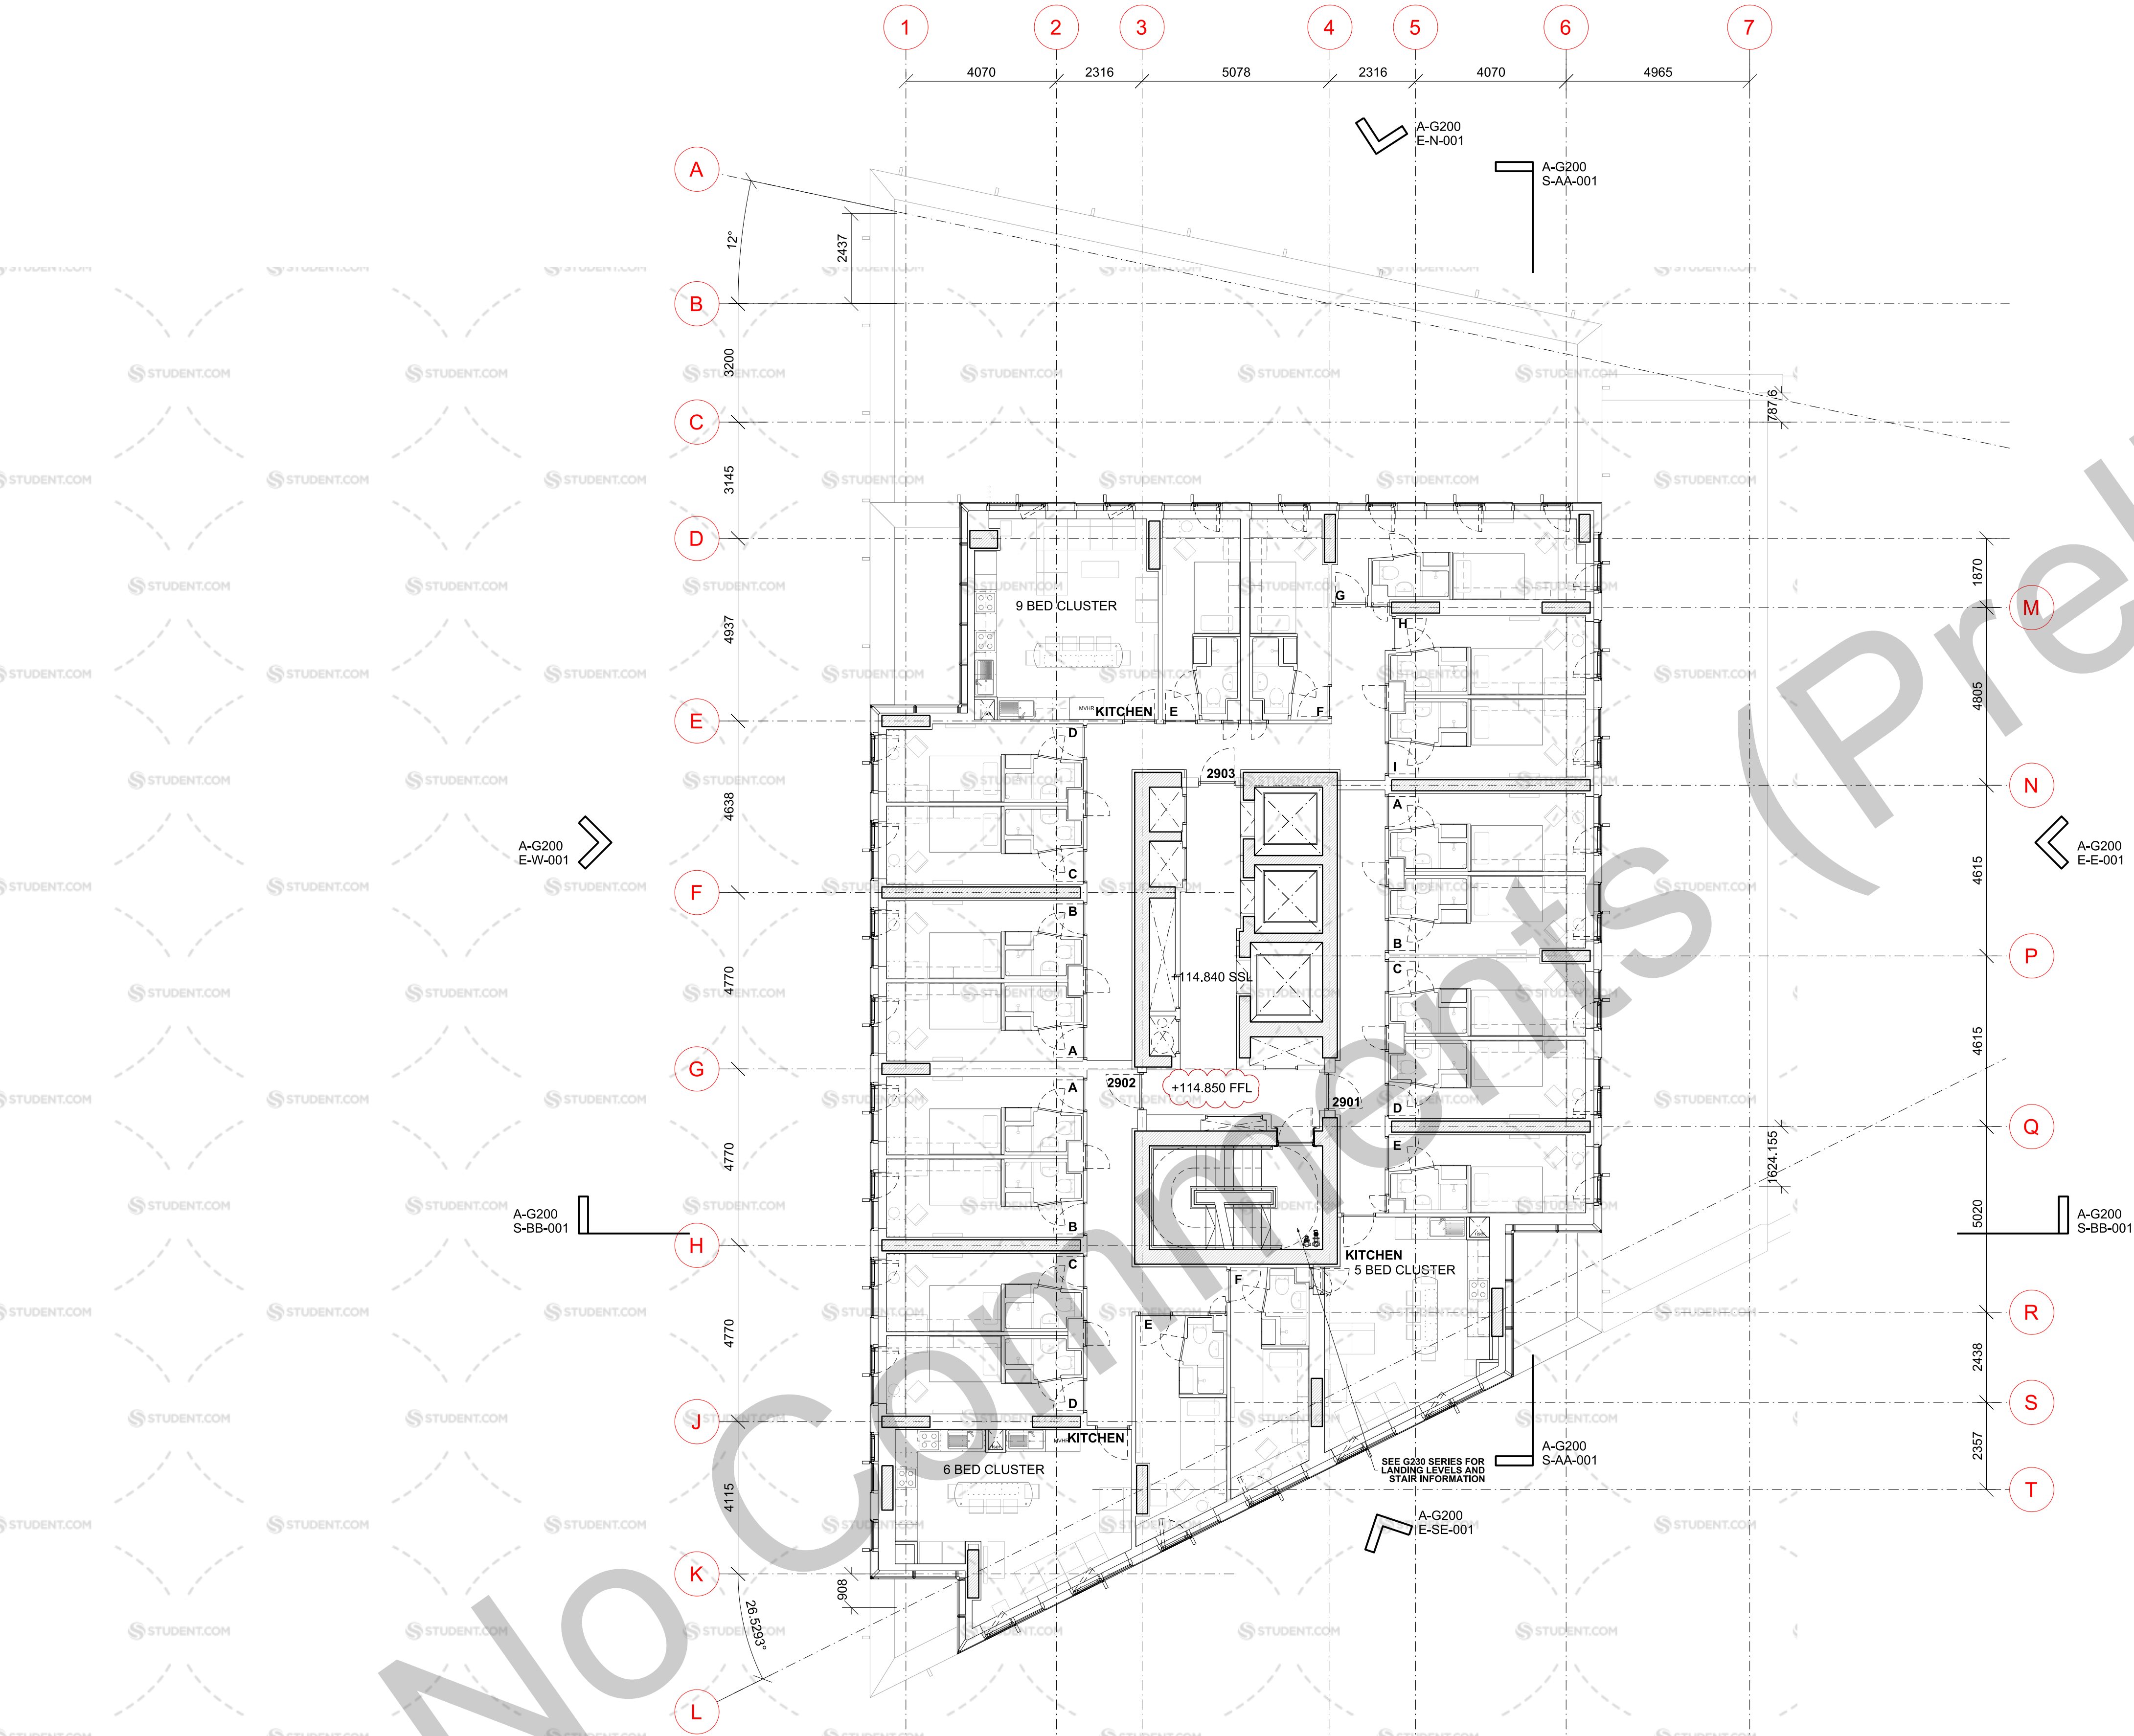 1 2 3 4 5 6 7
4070 2316 5078 2316 4070 4965
A-G200
E-N-001
A-G200
S-AA-001
A
12°
2437
B
3200
787.6
C
3145
D
1870
M
4937
9 BED CLUSTER
G
H
4805
MVHR
KITCHEN
E
F
E
D
I
2903
N
4638
A
A-G200
E-W-001
A-G200
E-E-001
C
4615
F
B
B
P
4770
C
+114.840 SSL
A
4615
G
A
2902
+114.850 FFL
2901
D
Q
E
1624.155
4770
B
A-G200
S-BB-001
5020
A-G200
S-BB-001
H
C
KITCHEN
5 BED CLUSTER
F
E
R
4770
2438
D
J
S
KITCHEN
6 BED CLUSTER
SEE G230 SERIES FOR
LANDING LEVELS AND
STAIR INFORMATION
A-G200
S-AA-001
2357
T
4115
A-G200
E-SE-001
K
908
26.5293°
L
No Comments (Prel
STUDENT.COM